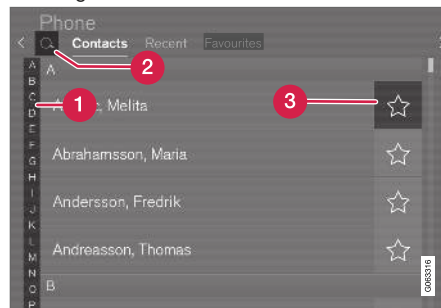 Phone
Contacts Recent Favourites
A
2
1
, Melita
3
Abrahamsson, Maria
Andersson, Fredrik
Andreasson, Thomas
B
A
B
C
D
E
F
G
H
I
J
K
L
M
N
O
P
G063316